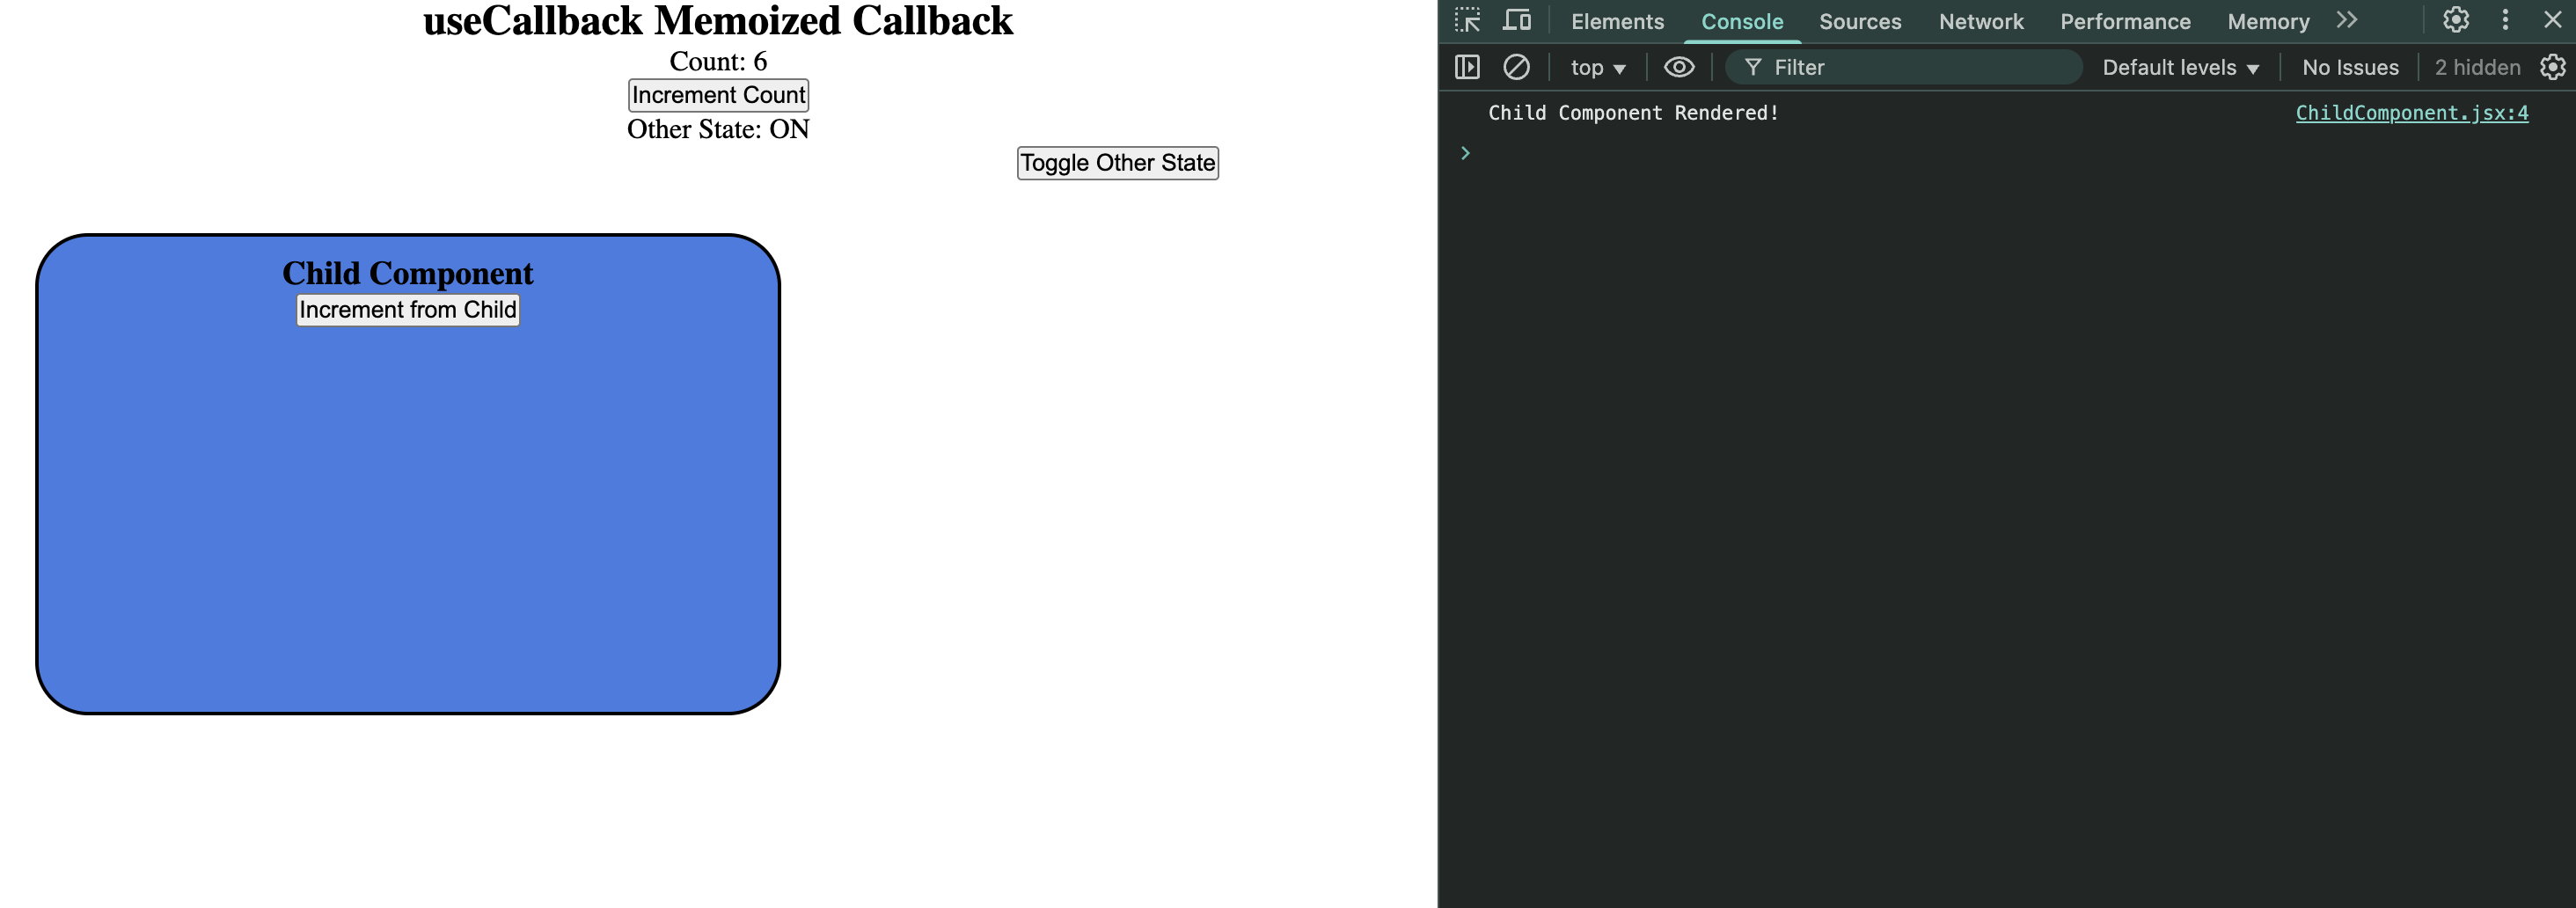 useCallback Memoized Callback
Count: 6
Increment Count
Other State: ON
Toggle Other State
Child Component
Increment from Child
Elements Console Sources Network Performance Memory
top Filter Default levels No Issues 2 hidden
Child Component Rendered! ChildComponent.jsx:4